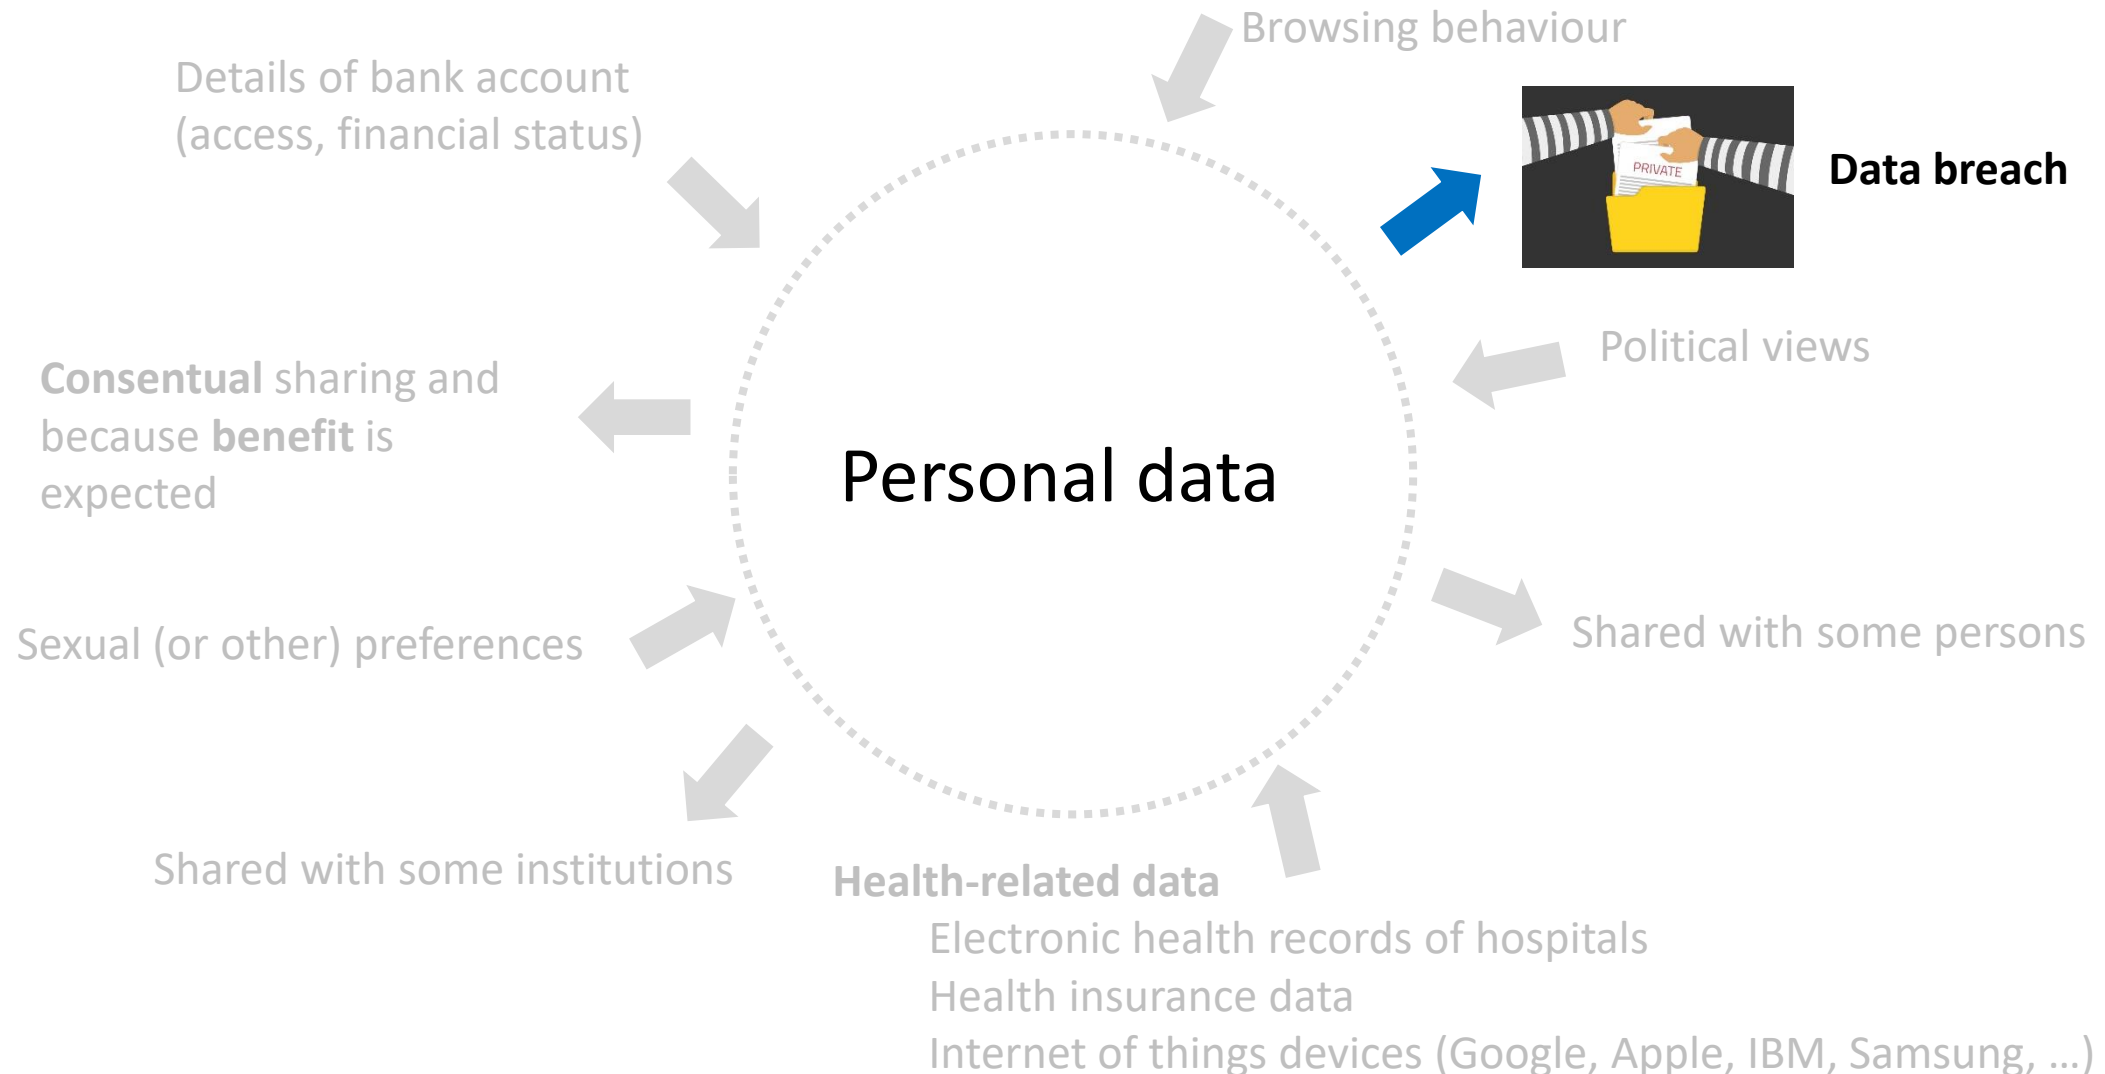 Browsing behaviour
Details of bank account
(access, financial status)
PRIVATE
Data breach
Political views
Consentual sharing and
because benefit is
expected
Personal data
Sexual (or other) preferences
Shared with some persons
Shared with some institutions
Health-related data
Electronic health records of hospitals
Health insurance data
Internet of things devices (Google, Apple, IBM, Samsung, …)